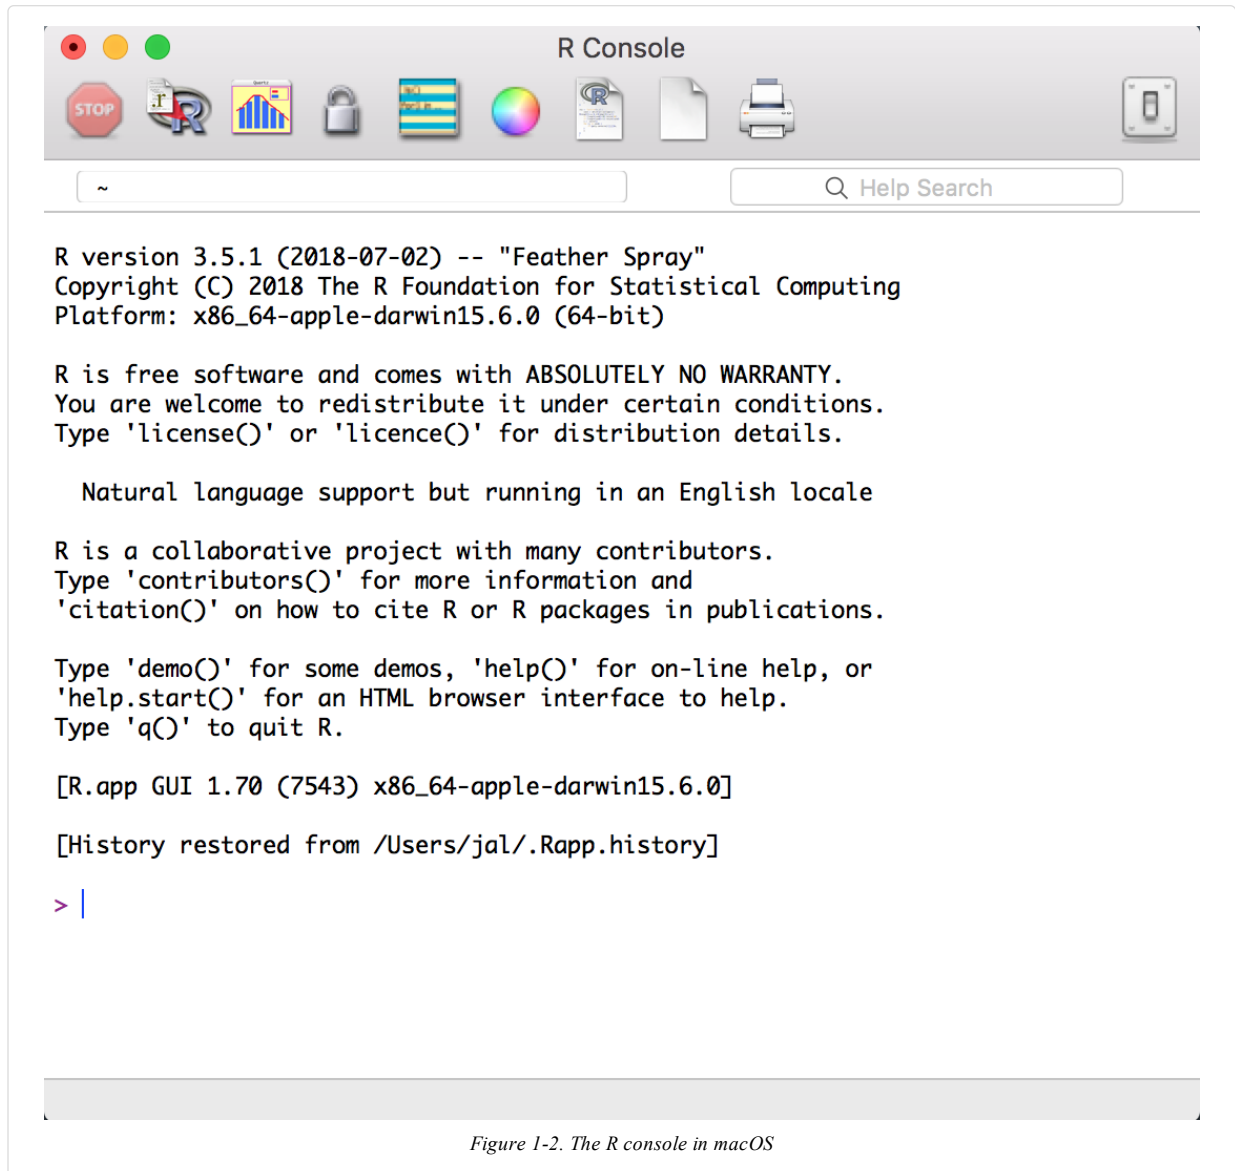 R Console
STOP
~
Help Search
R version 3.5.1 (2018-07-02) -- "Feather Spray"
Copyright (C) 2018 The R Foundation for Statistical Computing
Platform: x86_64-apple-darwin15.6.0 (64-bit)
R is free software and comes with ABSOLUTELY NO WARRANTY.
You are welcome to redistribute it under certain conditions.
Type 'license()' or 'licence()' for distribution details.
Natural language support but running in an English locale
R is a collaborative project with many contributors.
Type 'contributors()' for more information and
'citation()' on how to cite R or R packages in publications.
Type 'demo()' for some demos, 'help()' for on-line help, or
'help.start()' for an HTML browser interface to help.
Type 'q()' to quit R.
[R.app GUI 1.70 (7543) x86_64-apple-darwin15.6.0]
[History restored from /Users/jal/.Rapp.history]
>
Figure 1-2. The R console in macOS